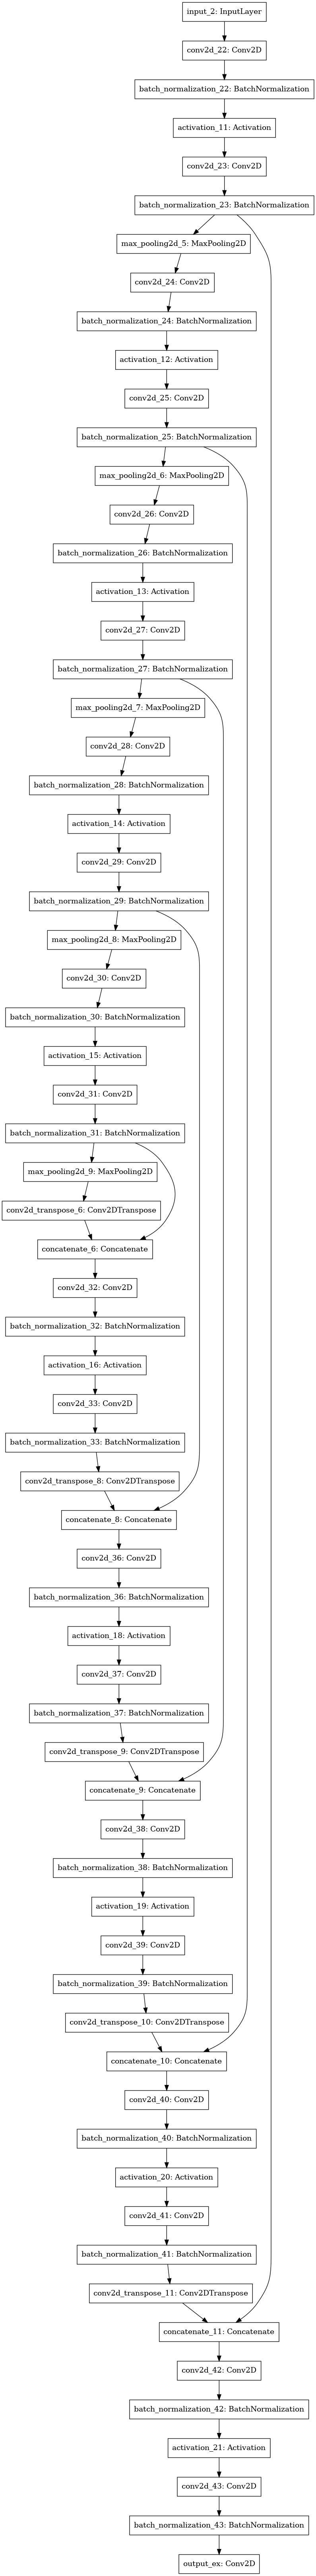 input_2: InputLayer
conv2d_22: Conv2D
batch_normalization_22: BatchNormalization
activation_11: Activation
conv2d_23: Conv2D
batch_normalization_23: BatchNormalization
max_pooling2d_5: MaxPooling2D
conv2d_24: Conv2D
batch_normalization_24: BatchNormalization
activation_12: Activation
conv2d_25: Conv2D
batch_normalization_25: BatchNormalization
max_pooling2d_6: MaxPooling2D
conv2d_26: Conv2D
batch_normalization_26: BatchNormalization
activation_13: Activation
conv2d_27: Conv2D
batch_normalization_27: BatchNormalization
max_pooling2d_7: MaxPooling2D
conv2d_28: Conv2D
batch_normalization_28: BatchNormalization
activation_14: Activation
conv2d_29: Conv2D
batch_normalization_29: BatchNormalization
max_pooling2d_8: MaxPooling2D
conv2d_30: Conv2D
batch_normalization_30: BatchNormalization
activation_15: Activation
conv2d_31: Conv2D
batch_normalization_31: BatchNormalization
max_pooling2d_9: MaxPooling2D
conv2d_transpose_6: Conv2DTranspose
concatenate_6: Concatenate
conv2d_32: Conv2D
batch_normalization_32: BatchNormalization
activation_16: Activation
conv2d_33: Conv2D
batch_normalization_33: BatchNormalization
conv2d_transpose_8: Conv2DTranspose
concatenate_8: Concatenate
conv2d_36: Conv2D
batch_normalization_36: BatchNormalization
activation_18: Activation
conv2d_37: Conv2D
batch_normalization_37: BatchNormalization
conv2d_transpose_9: Conv2DTranspose
concatenate_9: Concatenate
conv2d_38: Conv2D
batch_normalization_38: BatchNormalization
activation_19: Activation
conv2d_39: Conv2D
batch_normalization_39: BatchNormalization
conv2d_transpose_10: Conv2DTranspose
concatenate_10: Concatenate
conv2d_40: Conv2D
batch_normalization_40: BatchNormalization
activation_20: Activation
conv2d_41: Conv2D
batch_normalization_41: BatchNormalization
conv2d_transpose_11: Conv2DTranspose
concatenate_11: Concatenate
conv2d_42: Conv2D
batch_normalization_42: BatchNormalization
activation_21: Activation
conv2d_43: Conv2D
batch_normalization_43: BatchNormalization
output_ex: Conv2D